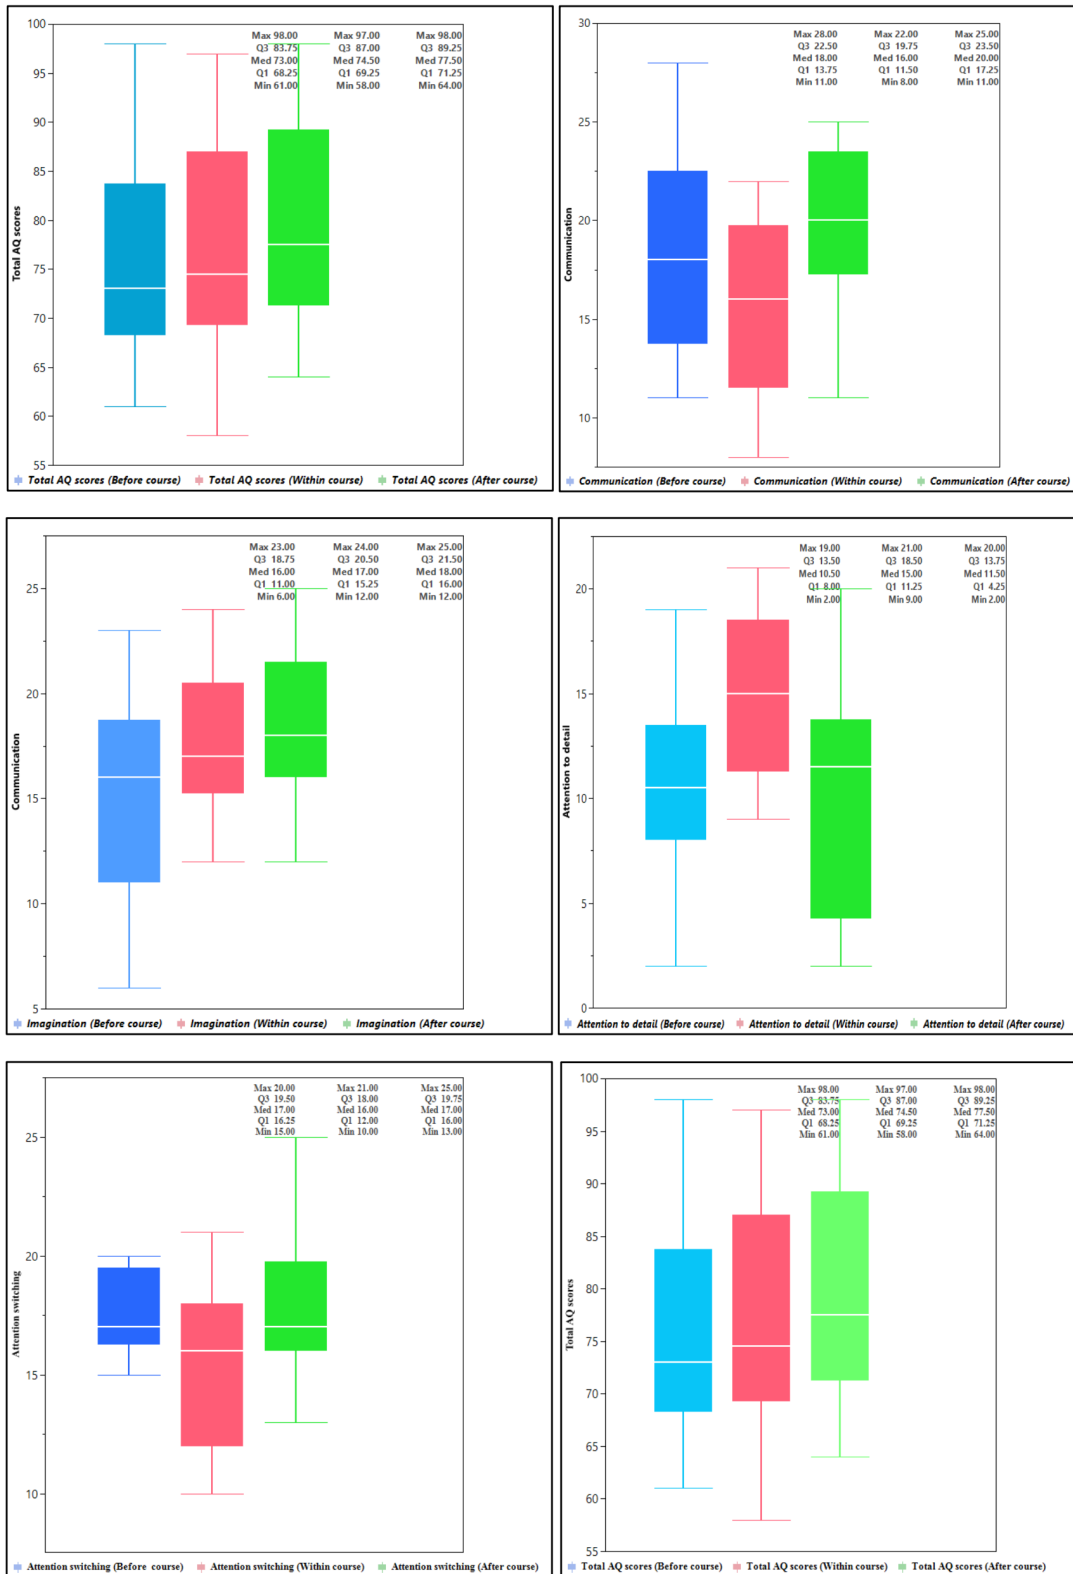 Max 98.00 Max 97.00 Max 98.00
Q3 83.75 Q3 87.00 Q3 89.25
Med 73.00 Med 74.50 Med 77.50
Q1 68.25 Q1 69.25 Q1 71.25
Min 61.00 Min 58.00 Min 64.00
100
95
90
85
80
75
70
65
60
55
Total AQ scores
Total AQ scores (Before course) Total AQ scores (Within course) Total AQ scores (After course)
Max 28.00 Max 22.00 Max 25.00
Q3 22.50 Q3 19.75 Q3 23.50
Med 18.00 Med 16.00 Med 20.00
Q1 13.75 Q1 11.50 Q1 17.25
Min 11.00 Min 8.00 Min 11.00
30
25
20
15
10
Communication
Communication (Before course) Communication (Within course) Communication (After course)
Max 23.00 Max 24.00 Max 25.00
Q3 18.75 Q3 20.50 Q3 21.50
Med 16.00 Med 17.00 Med 18.00
Q1 11.00 Q1 15.25 Q1 16.00
Min 6.00 Min 12.00 Min 12.00
25
20
15
10
5
Communication
Imagination (Before course) Imagination (Within course) Imagination (After course)
Max 19.00 Max 21.00 Max 20.00
Q3 13.50 Q3 18.50 Q3 13.75
Med 10.50 Med 15.00 Med 11.50
Q1 8.00 Q1 11.25 Q1 4.25
Min 2.00 Min 9.00 Min 2.00
20
15
10
5
0
Attention to detail
Attention to detail (Before course) Attention to detail (Within course) Attention to detail (After course)
Max 20.00 Max 21.00 Max 25.00
Q3 19.50 Q3 18.00 Q3 19.75
Med 17.00 Med 16.00 Med 17.00
Q1 16.25 Q1 12.00 Q1 16.00
Min 15.00 Min 10.00 Min 13.00
25
20
15
10
Attention switching
Attention switching (Before course) Attention switching (Within course) Attention switching (After course)
Max 98.00 Max 97.00 Max 98.00
Q3 83.75 Q3 87.00 Q3 89.25
Med 73.00 Med 74.50 Med 77.50
Q1 68.25 Q1 69.25 Q1 71.25
Min 61.00 Min 58.00 Min 64.00
100
95
90
85
80
75
70
65
60
55
Total AQ scores
Total AQ scores (Before course) Total AQ scores (Within course) Total AQ scores (After course)